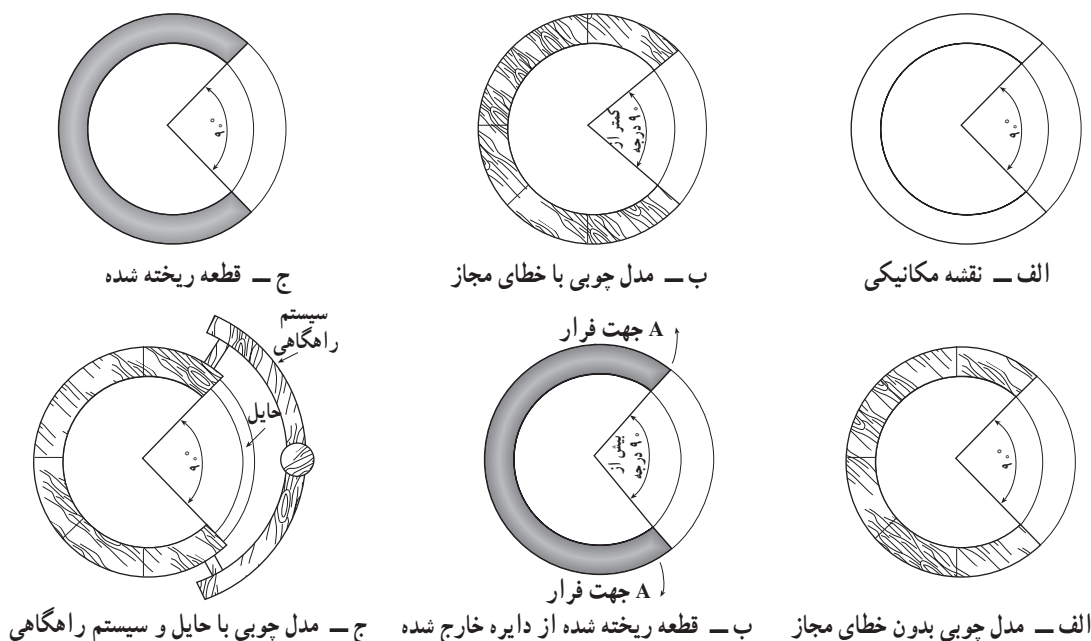 ۹۰°
کمتر از
۹۰ درجه
۹۰°
الف ــ نقشه مکانیکی
ب ــ مدل چوبی با خطای مجاز
ج ــ قطعه ریخته شده
۹۰°
A جهت فرار
بیش از
۹۰ درجه
A جهت فرار
سیستم
راهگاهی
حایل
۹۰°
الف ــ مدل چوبی بدون خطای مجاز
ب ــ قطعه ریخته شده از دایره خارج شده
ج ــ مدل چوبی با حایل و سیستم راهگاهی